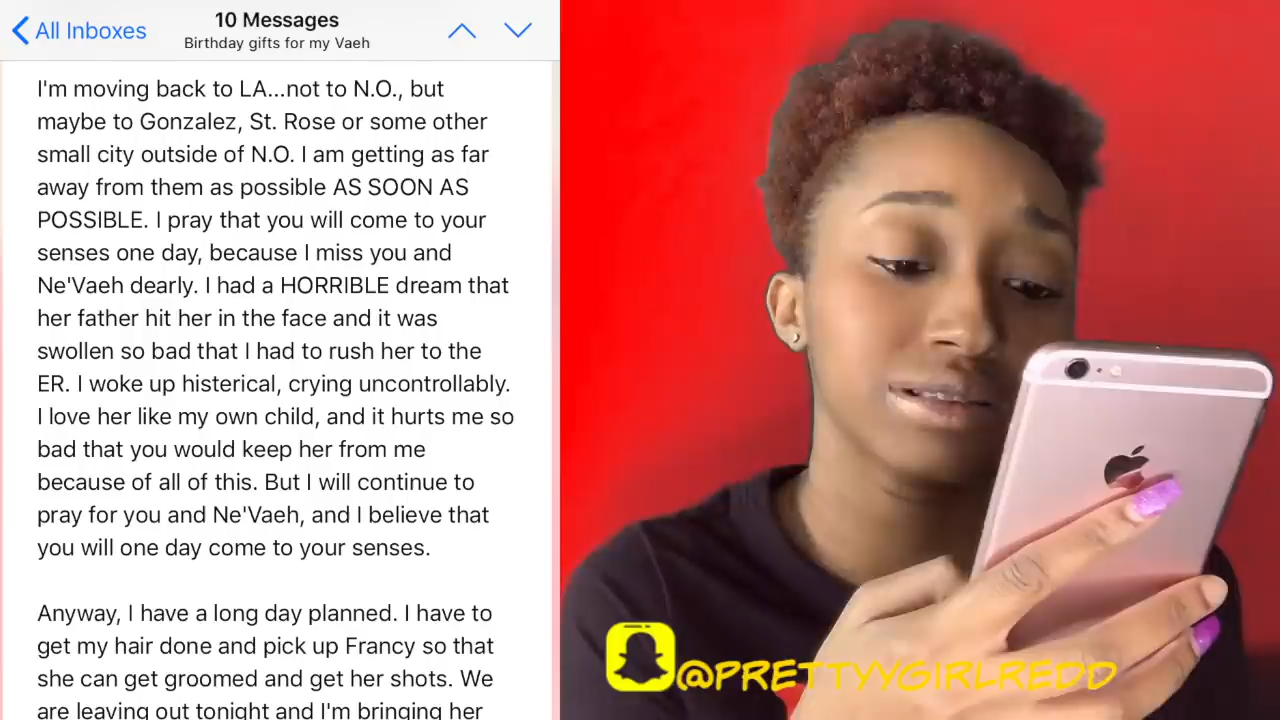 All Inboxes
10 Messages
Birthday gifts for my Vaeh
I'm moving back to LA...not to N.O., but
maybe to Gonzalez, St. Rose or some other
small city outside of N.O. I am getting as far
away from them as possible AS SOON AS
POSSIBLE. I pray that you will come to your
senses one day, because I miss you and
Ne'Vaeh dearly. I had a HORRIBLE dream that
her father hit her in the face and it was
swollen so bad that I had to rush her to the
ER. I woke up histerical, crying uncontrollably.
I love her like my own child, and it hurts me so
bad that you would keep her from me
because of all of this. But I will continue to
pray for you and Ne'Vaeh, and I believe that
you will one day come to your senses.
Anyway, I have a long day planned. I have to
get my hair done and pick up Francy so that
she can get groomed and get her shots. We
are leaving out tonight and I'm bringing her
@PRETTYYGIRLREDD